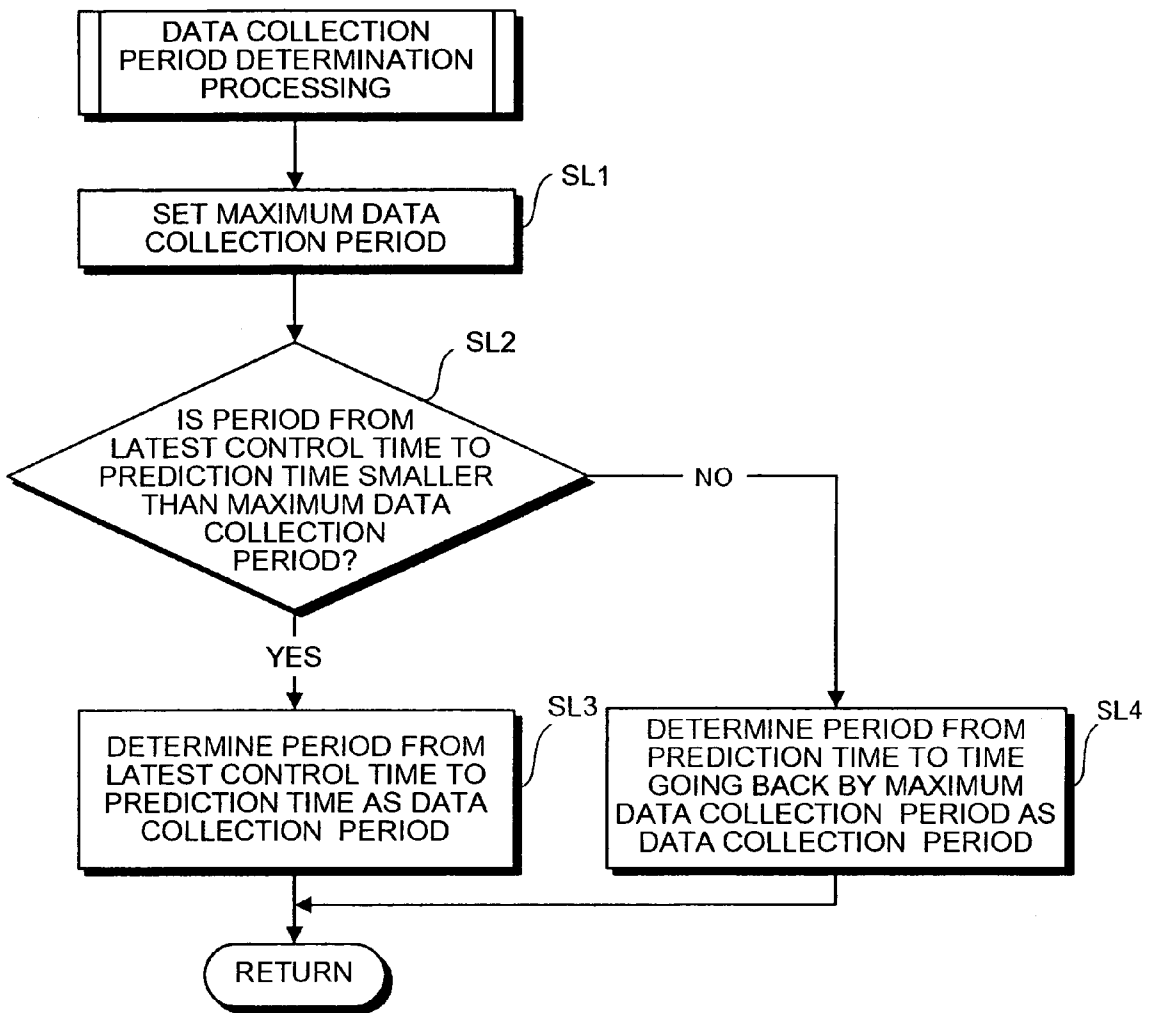 DATA COLLECTION
PERIOD DETERMINATION
PROCESSING
SL1
SET MAXIMUM DATA
COLLECTION PERIOD
SL2
IS PERIOD FROM
LATEST CONTROL TIME TO
PREDICTION TIME SMALLER
THAN MAXIMUM DATA
COLLECTION
PERIOD?
NO
YES
SL3
DETERMINE PERIOD FROM
LATEST CONTROL TIME TO
PREDICTION TIME AS DATA
COLLECTION PERIOD
SL4
DETERMINE PERIOD FROM
PREDICTION TIME TO TIME
GOING BACK BY MAXIMUM
DATA COLLECTION PERIOD AS
DATA COLLECTION PERIOD
RETURN